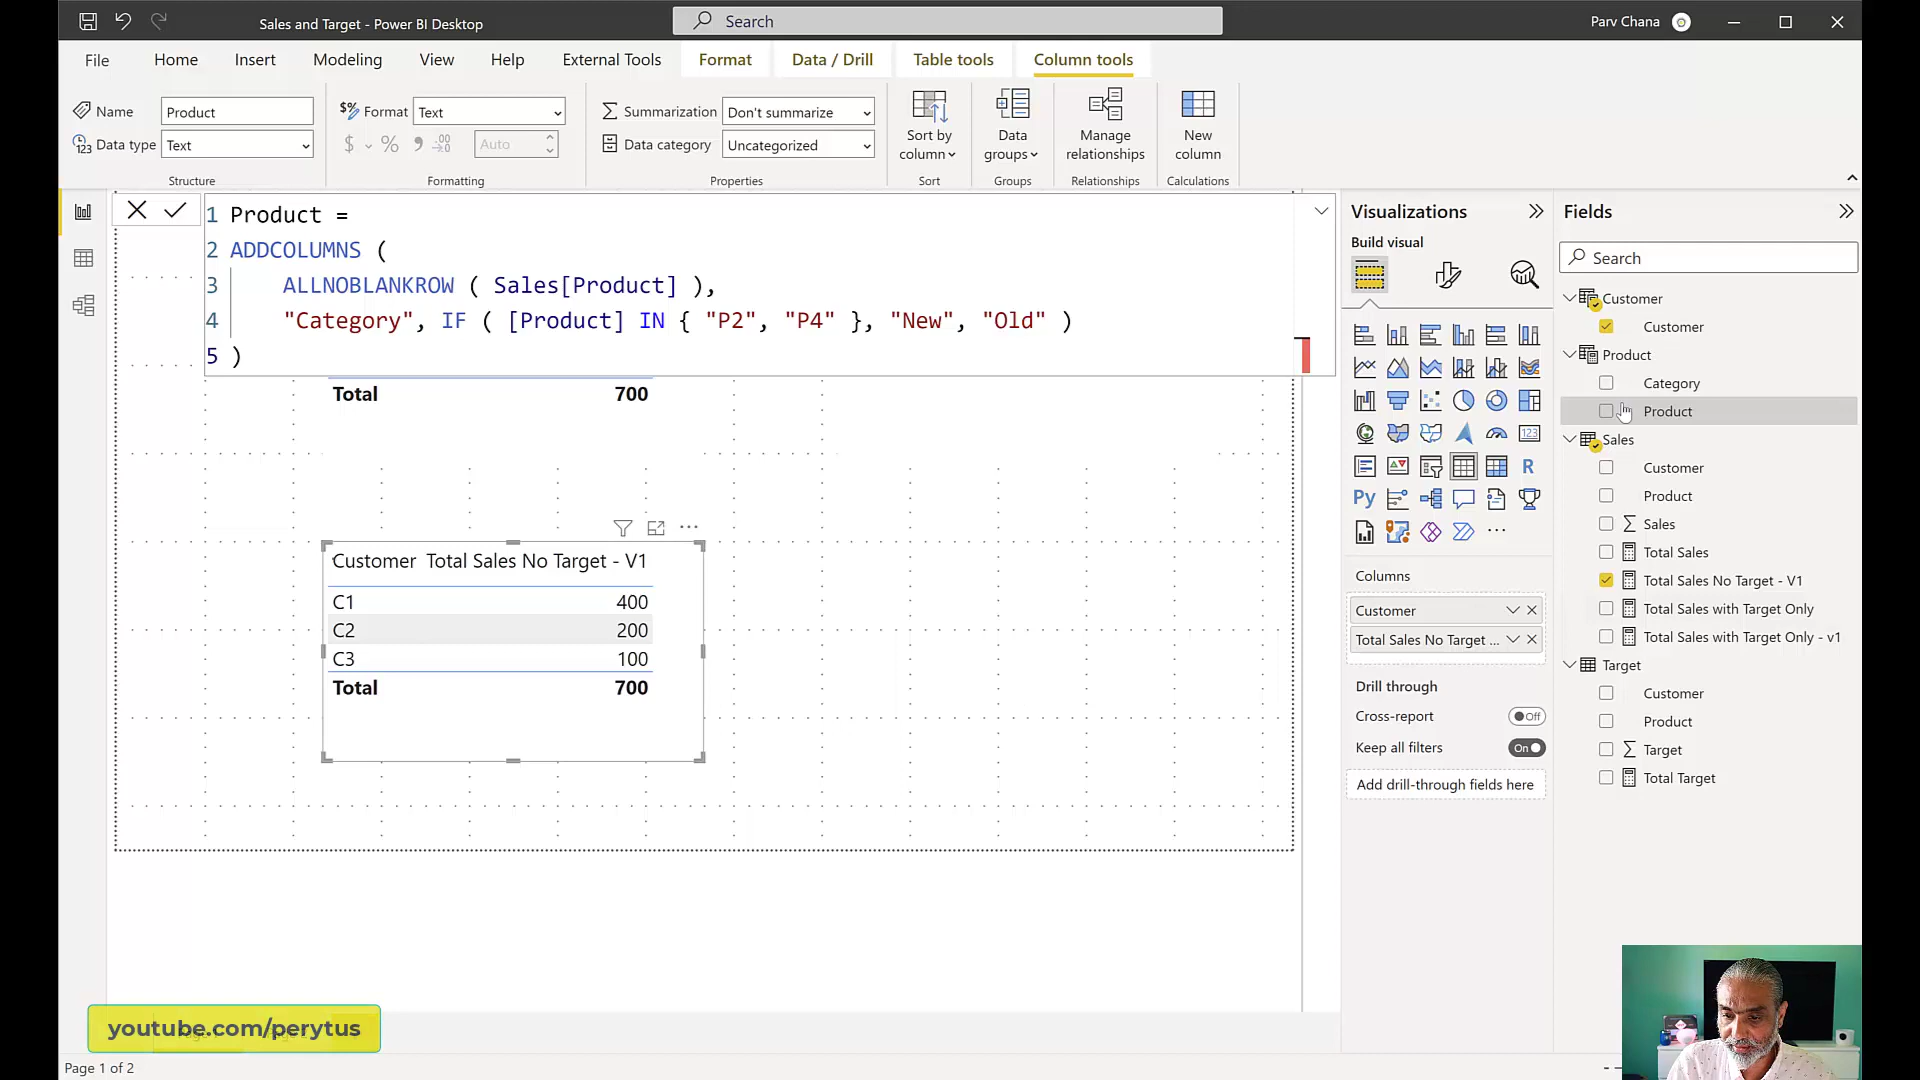 Sales and Target - Power BI Desktop
Search
Parv Chana
File
Home
Insert
Modeling
View
Help
External Tools
Format
Data / Drill
Table tools
Column tools
Name
Product
Data type
Text
Structure
Format
Text
$
%
Auto
Formatting
Summarization
Don't summarize
Data category
Uncategorized
Properties
Sort by
column
Sort
Data
groups
Groups
Manage
relationships
Relationships
New
column
Calculations
1 Product =
2 ADDCOLUMNS (
3 ALLNOBLANKROW ( Sales[Product] ),
4 "Category", IF ( [Product] IN { "P2", "P4" }, "New", "Old" )
5 )
Total 700
Customer Total Sales No Target - V1
C1 400
C2 200
C3 100
Total 700
Visualizations
Build visual
123
R
Py
Columns
Customer
Total Sales No Target ...
Drill through
Cross-report
Off
Keep all filters
On
Add drill-through fields here
Fields
Search
Customer
Customer
Product
Category
Product
Sales
Customer
Product
Sales
Total Sales
Total Sales No Target - V1
Total Sales with Target Only
Total Sales with Target Only - v1
Target
Customer
Product
Target
Total Target
youtube.com/perytus
Page 1 of 2